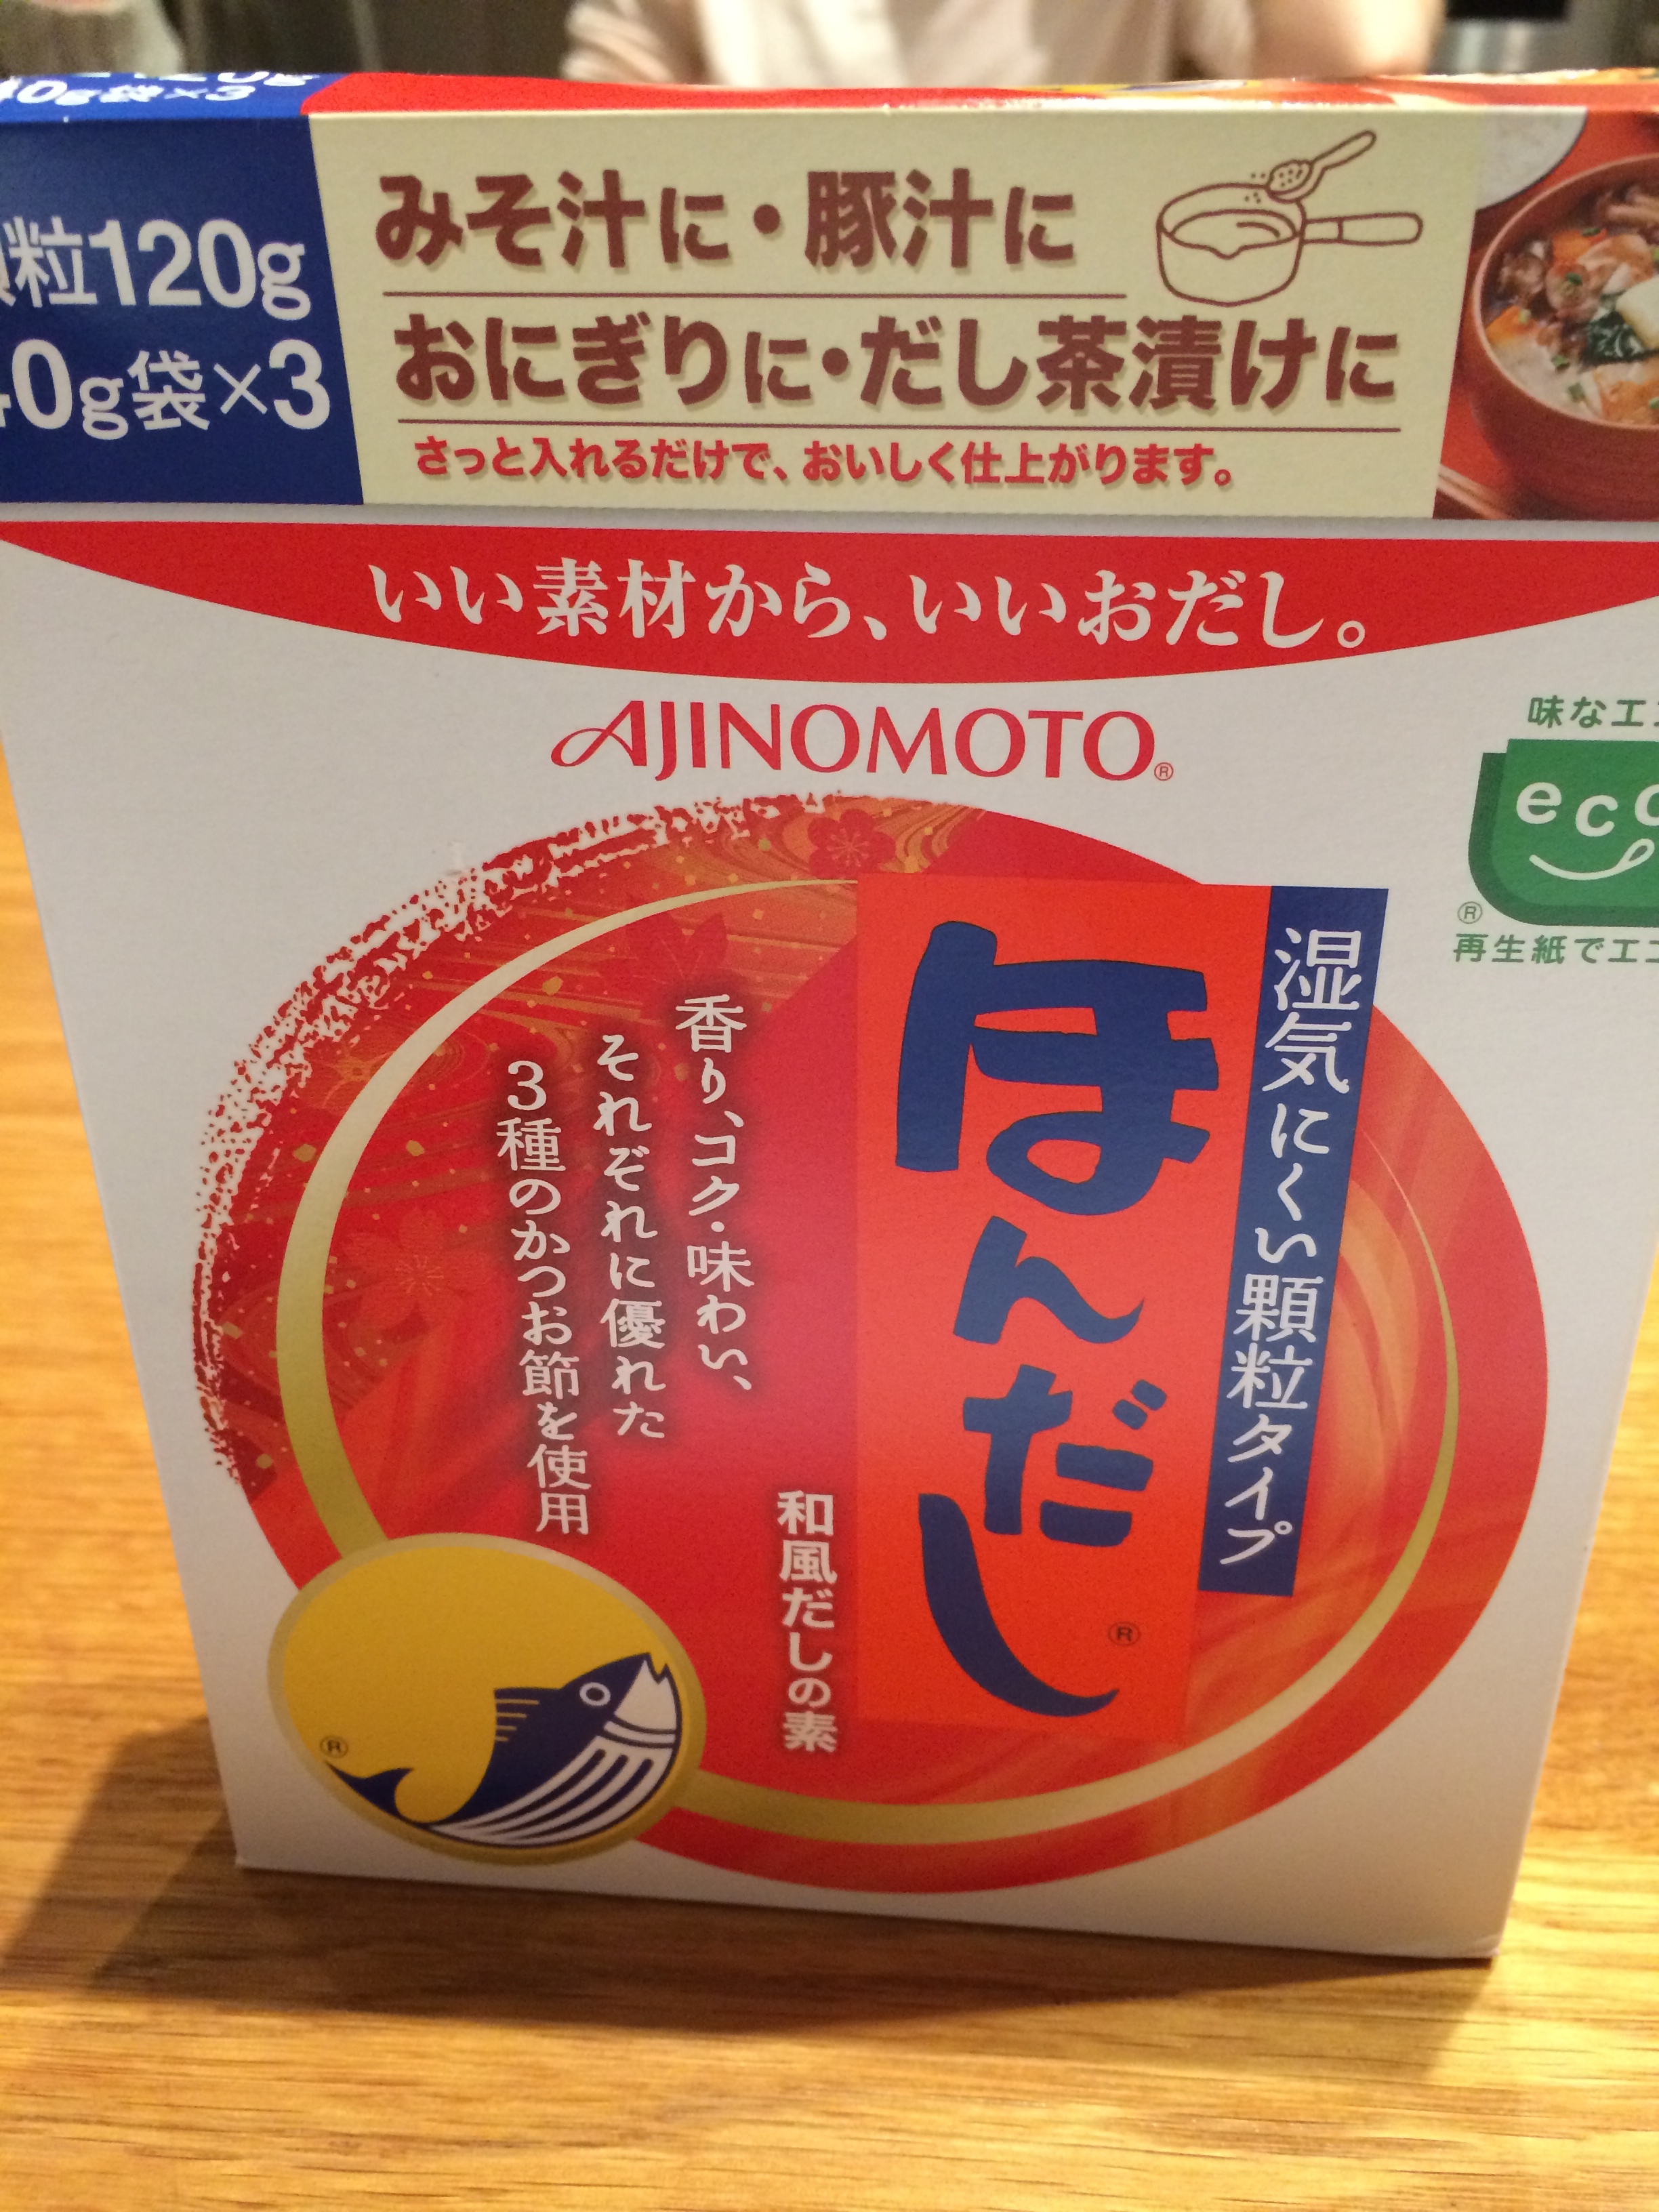 粒120g
40g袋×3
みそ汁に・豚汁に
おにぎりに・だし茶漬けに
さっと入れるだけで、おいしく仕上がります。
いい素材から、いいおだし。
AJINOMOTO®
味なエコ
eco
®
再生紙でエコ
湿気にくい顆粒タイプ
ほんだし®
和風だしの素
香り、コク・味わい、
それぞれに優れた
3種のかつお節を使用
®